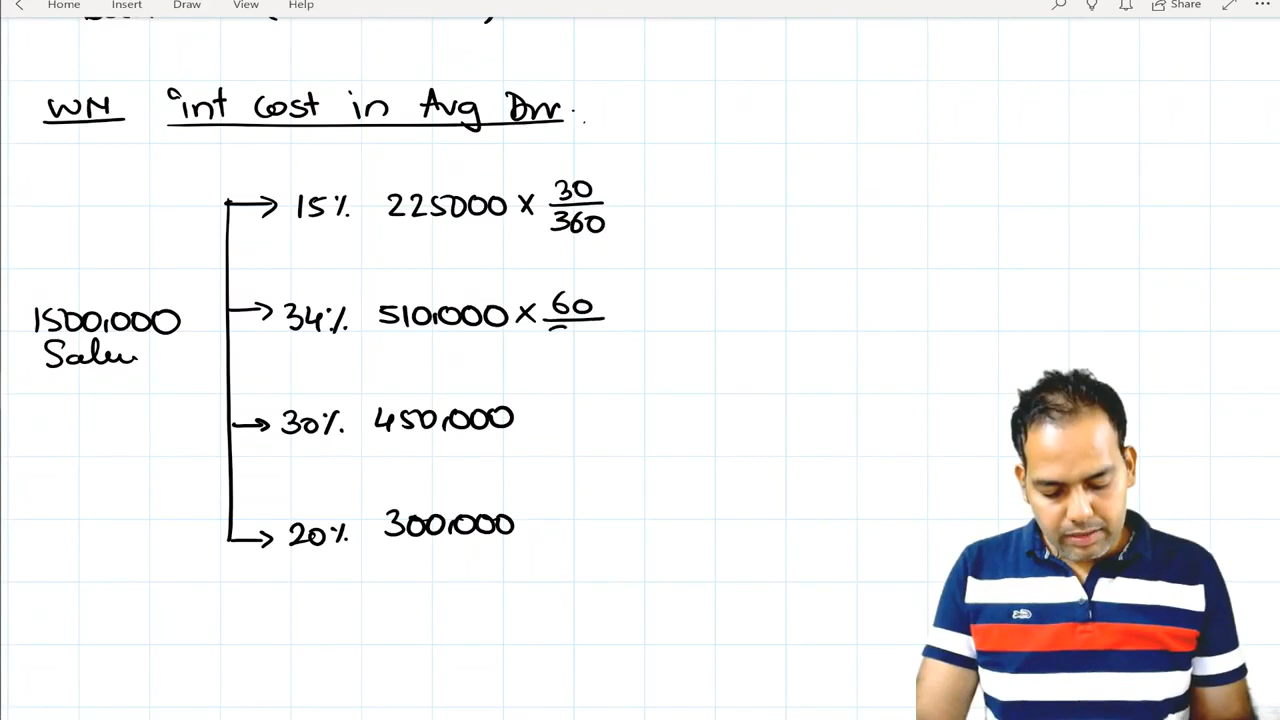 Home Insert Draw View Help Share
WN int cost in Avg Drr.
15% 225000 × 30/360
34% 510,000 × 60
1500,000
Sales
30% 450,000
20% 300,000